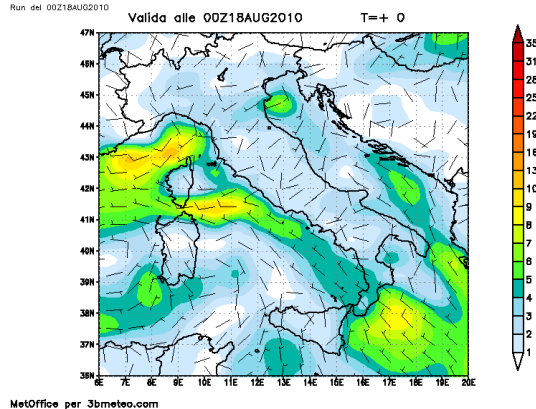 Run del 00Z18AUG2010
Valida alle 00Z18AUG2010 T=+ 0
47N
46N
45N
44N
43N
42N
41N
40N
39N
38N
37N
36N
6E 7E 8E 9E 10E 11E 12E 13E 14E 15E 16E 17E 18E 19E 20E
35
31
28
25
22
19
16
13
10
9
8
7
6
5
4
3
2
1
MetOffice per 3bmeteo.com